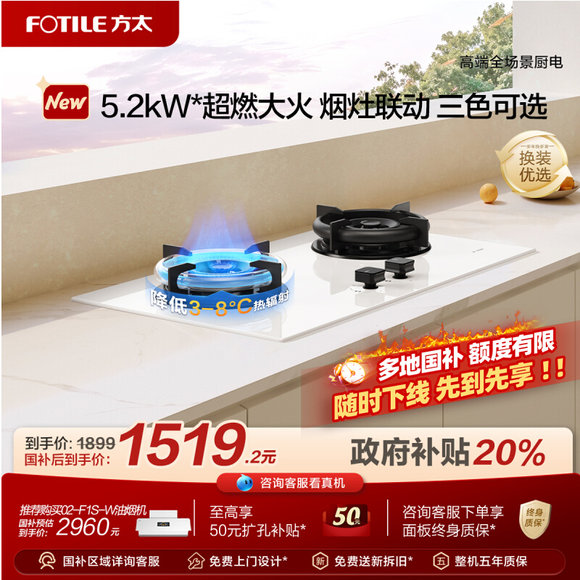 FOTILE 方太
高端全场景厨电
New
5.2kW*超燃大火 烟灶联动 三色可选
换装
优选
降低3-8°C热辐射
多地国补 额度有限
随时下线 先到先享!!
到手价: 1899
国补后到手价: 1519.2元
政府补贴20%
咨询客服看真机
推荐购买02-F1S-W油烟机
国补预估
到手价: 2960元
至高享
50元扩孔补贴*
50元
咨询客服下单享
面板终身质保*
终身
质保
国补区域详询客服
免费上门设计*
免费送新拆旧*
整机五年质保